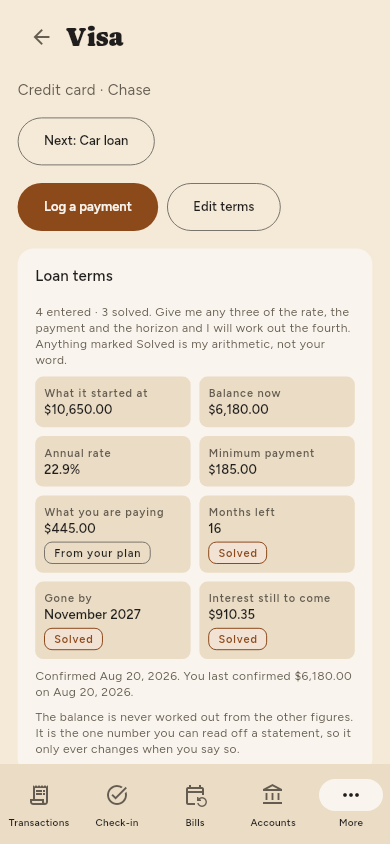 Visa
Credit card · Chase
Next: Car loan
Log a payment
Edit terms
Loan terms
4 entered · 3 solved. Give me any three of the rate, the
payment and the horizon and I will work out the fourth.
Anything marked Solved is my arithmetic, not your
word.
What it started at
$10,650.00
Balance now
$6,180.00
Annual rate
22.9%
Minimum payment
$185.00
What you are paying
$445.00
From your plan
Months left
16
Solved
Gone by
November 2027
Solved
Interest still to come
$910.35
Solved
Confirmed Aug 20, 2026. You last confirmed $6,180.00
on Aug 20, 2026.
The balance is never worked out from the other figures.
It is the one number you can read off a statement, so it
only ever changes when you say so.
Transactions
Check-in
Bills
Accounts
More